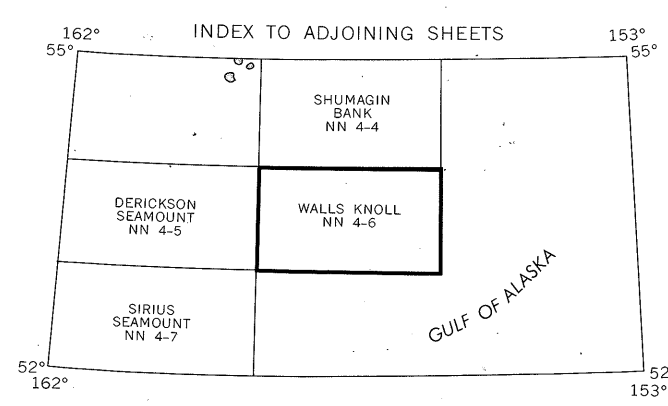 INDEX TO ADJOINING SHEETS
162°
153°
55°
55°
SHUMAGIN
BANK
NN 4-4
DERICKSON
SEAMOUNT
NN 4-5
WALLS KNOLL
NN 4-6
GULF OF ALASKA
SIRIUS
SEAMOUNT
NN 4-7
52°
52
162°
153°